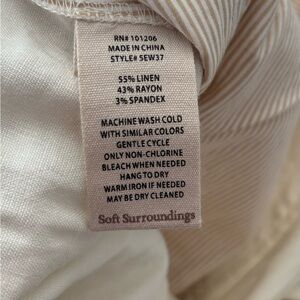 RN# 101206
MADE IN CHINA
STYLE# 5EW37
55% LINEN
43% RAYON
3% SPANDEX
MACHINE WASH COLD
WITH SIMILAR COLORS
GENTLE CYCLE
ONLY NON-CHLORINE
BLEACH WHEN NEEDED
HANG TO DRY
WARM IRON IF NEEDED
MAY BE DRY CLEANED
Soft Surroundings